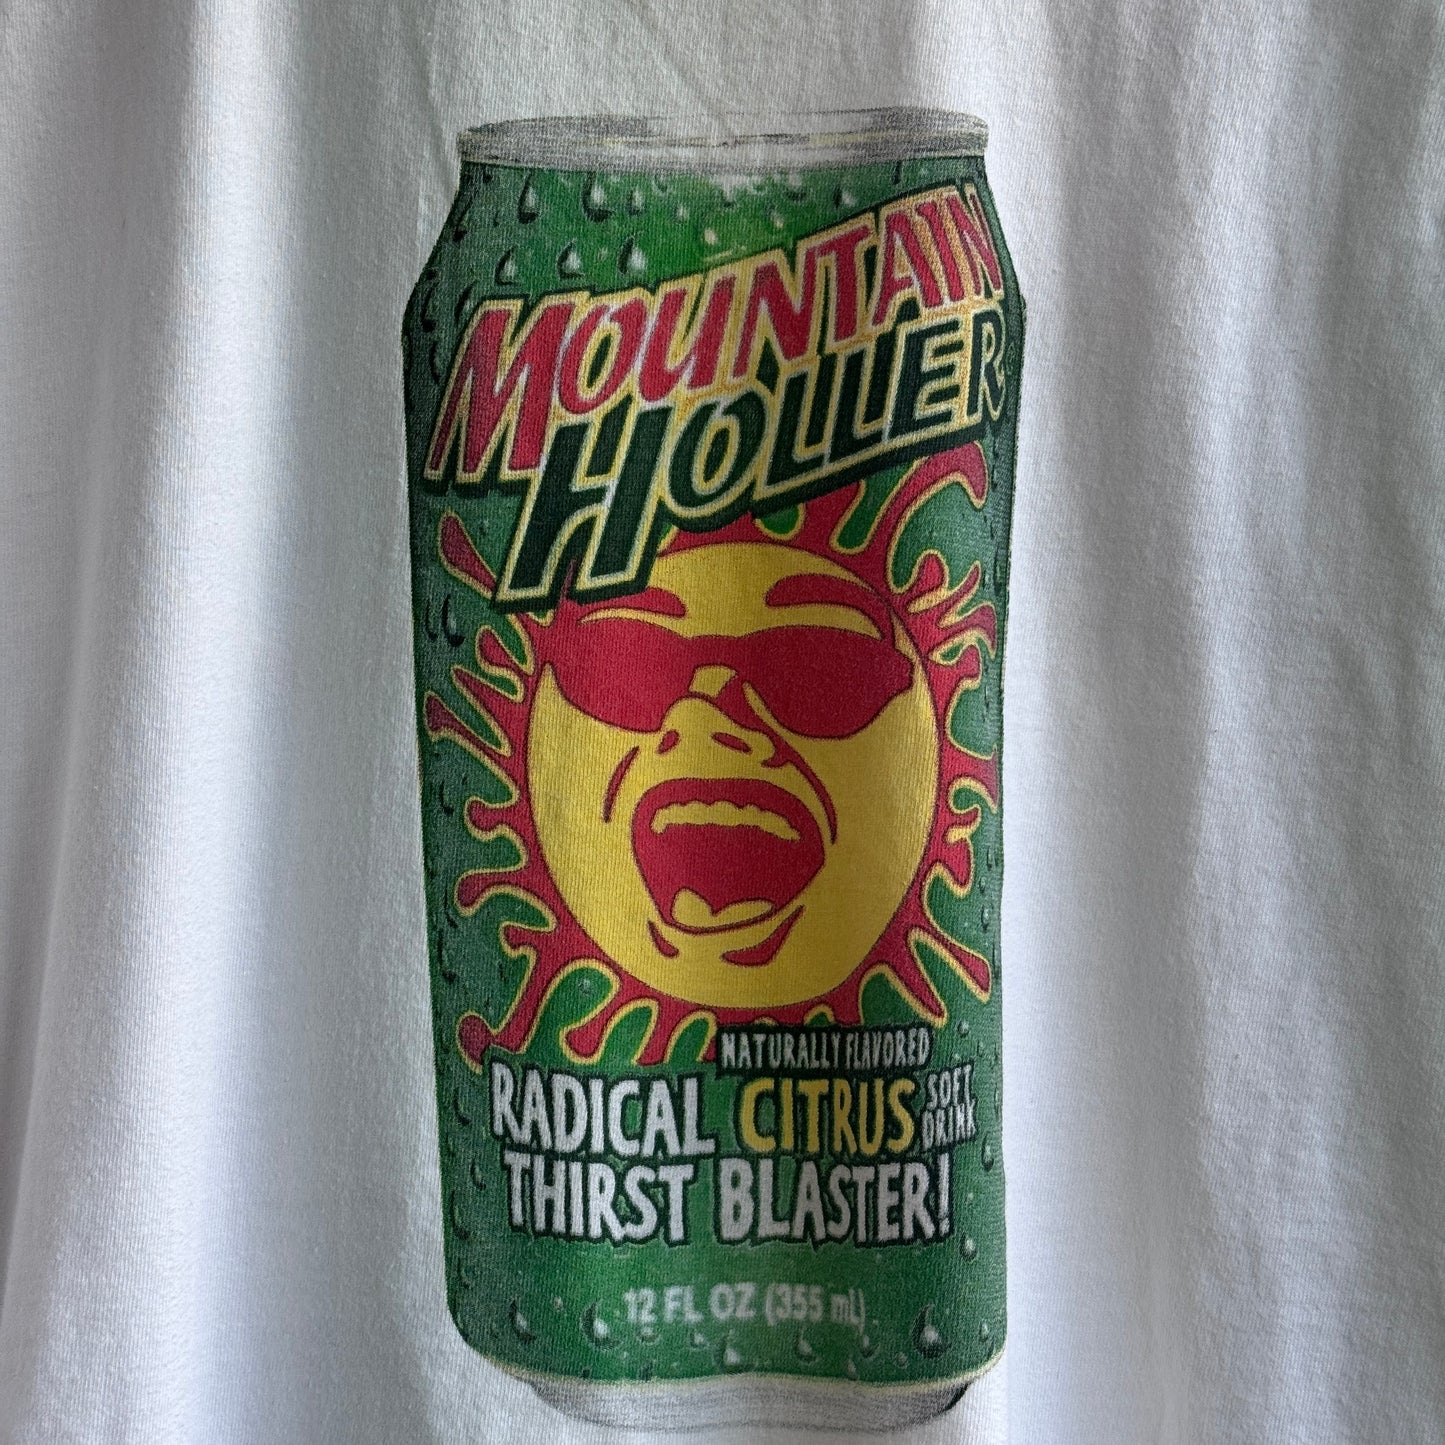 MOUNTAIN
HOLLER
NATURALLY FLAVORED
RADICAL CITRUS SOFT DRINK
THIRST BLASTER!
12 FL OZ (355 mL)